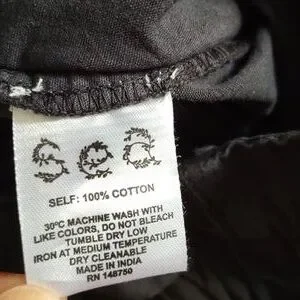 SELF: 100% COTTON
30°C MACHINE WASH WITH
LIKE COLORS, DO NOT BLEACH
TUMBLE DRY LOW
IRON AT MEDIUM TEMPERATURE
DRY CLEANABLE
MADE IN INDIA
RN 148750